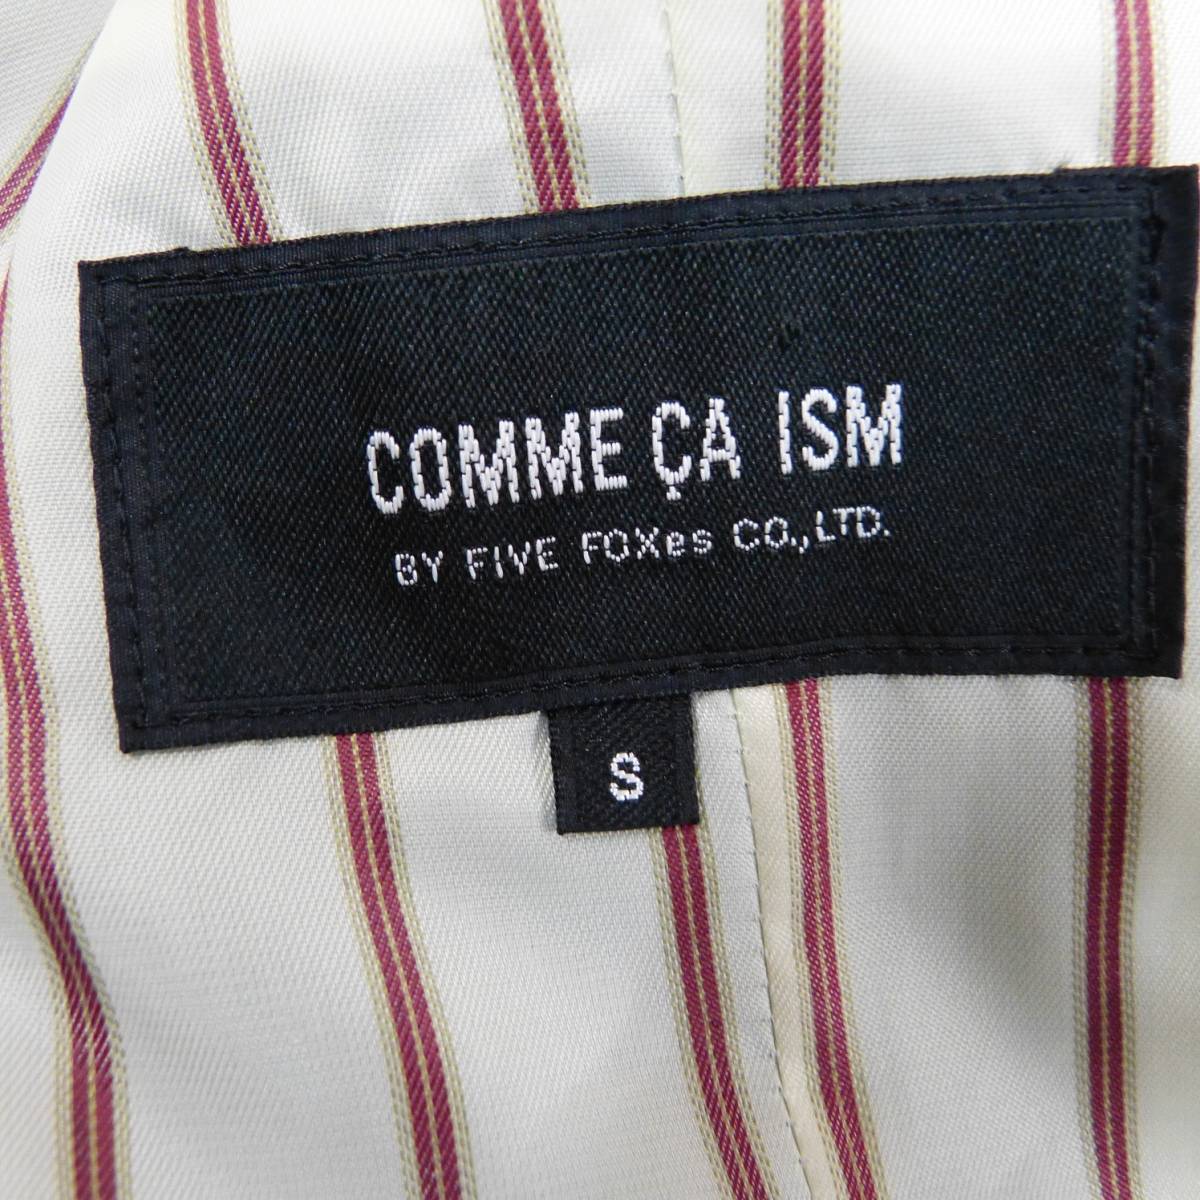 COMME ÇA ISM
BY FIVE FOXes CO.,LTD.
S